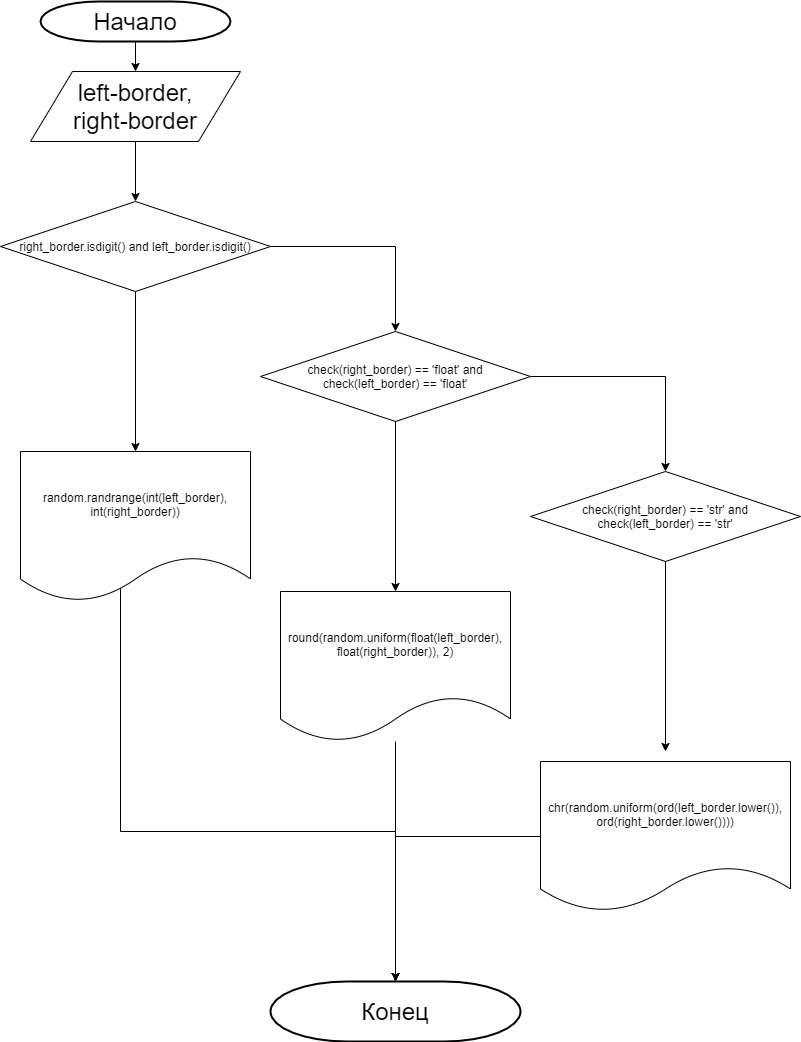 Начало
left-border,
right-border
right_border.isdigit() and left_border.isdigit()
check(right_border) == 'float' and
check(left_border) == 'float'
random.randrange(int(left_border),
int(right_border))
check(right_border) == 'str' and
check(left_border) == 'str'
round(random.uniform(float(left_border),
float(right_border)), 2)
chr(random.uniform(ord(left_border.lower()),
ord(right_border.lower())))
Конец